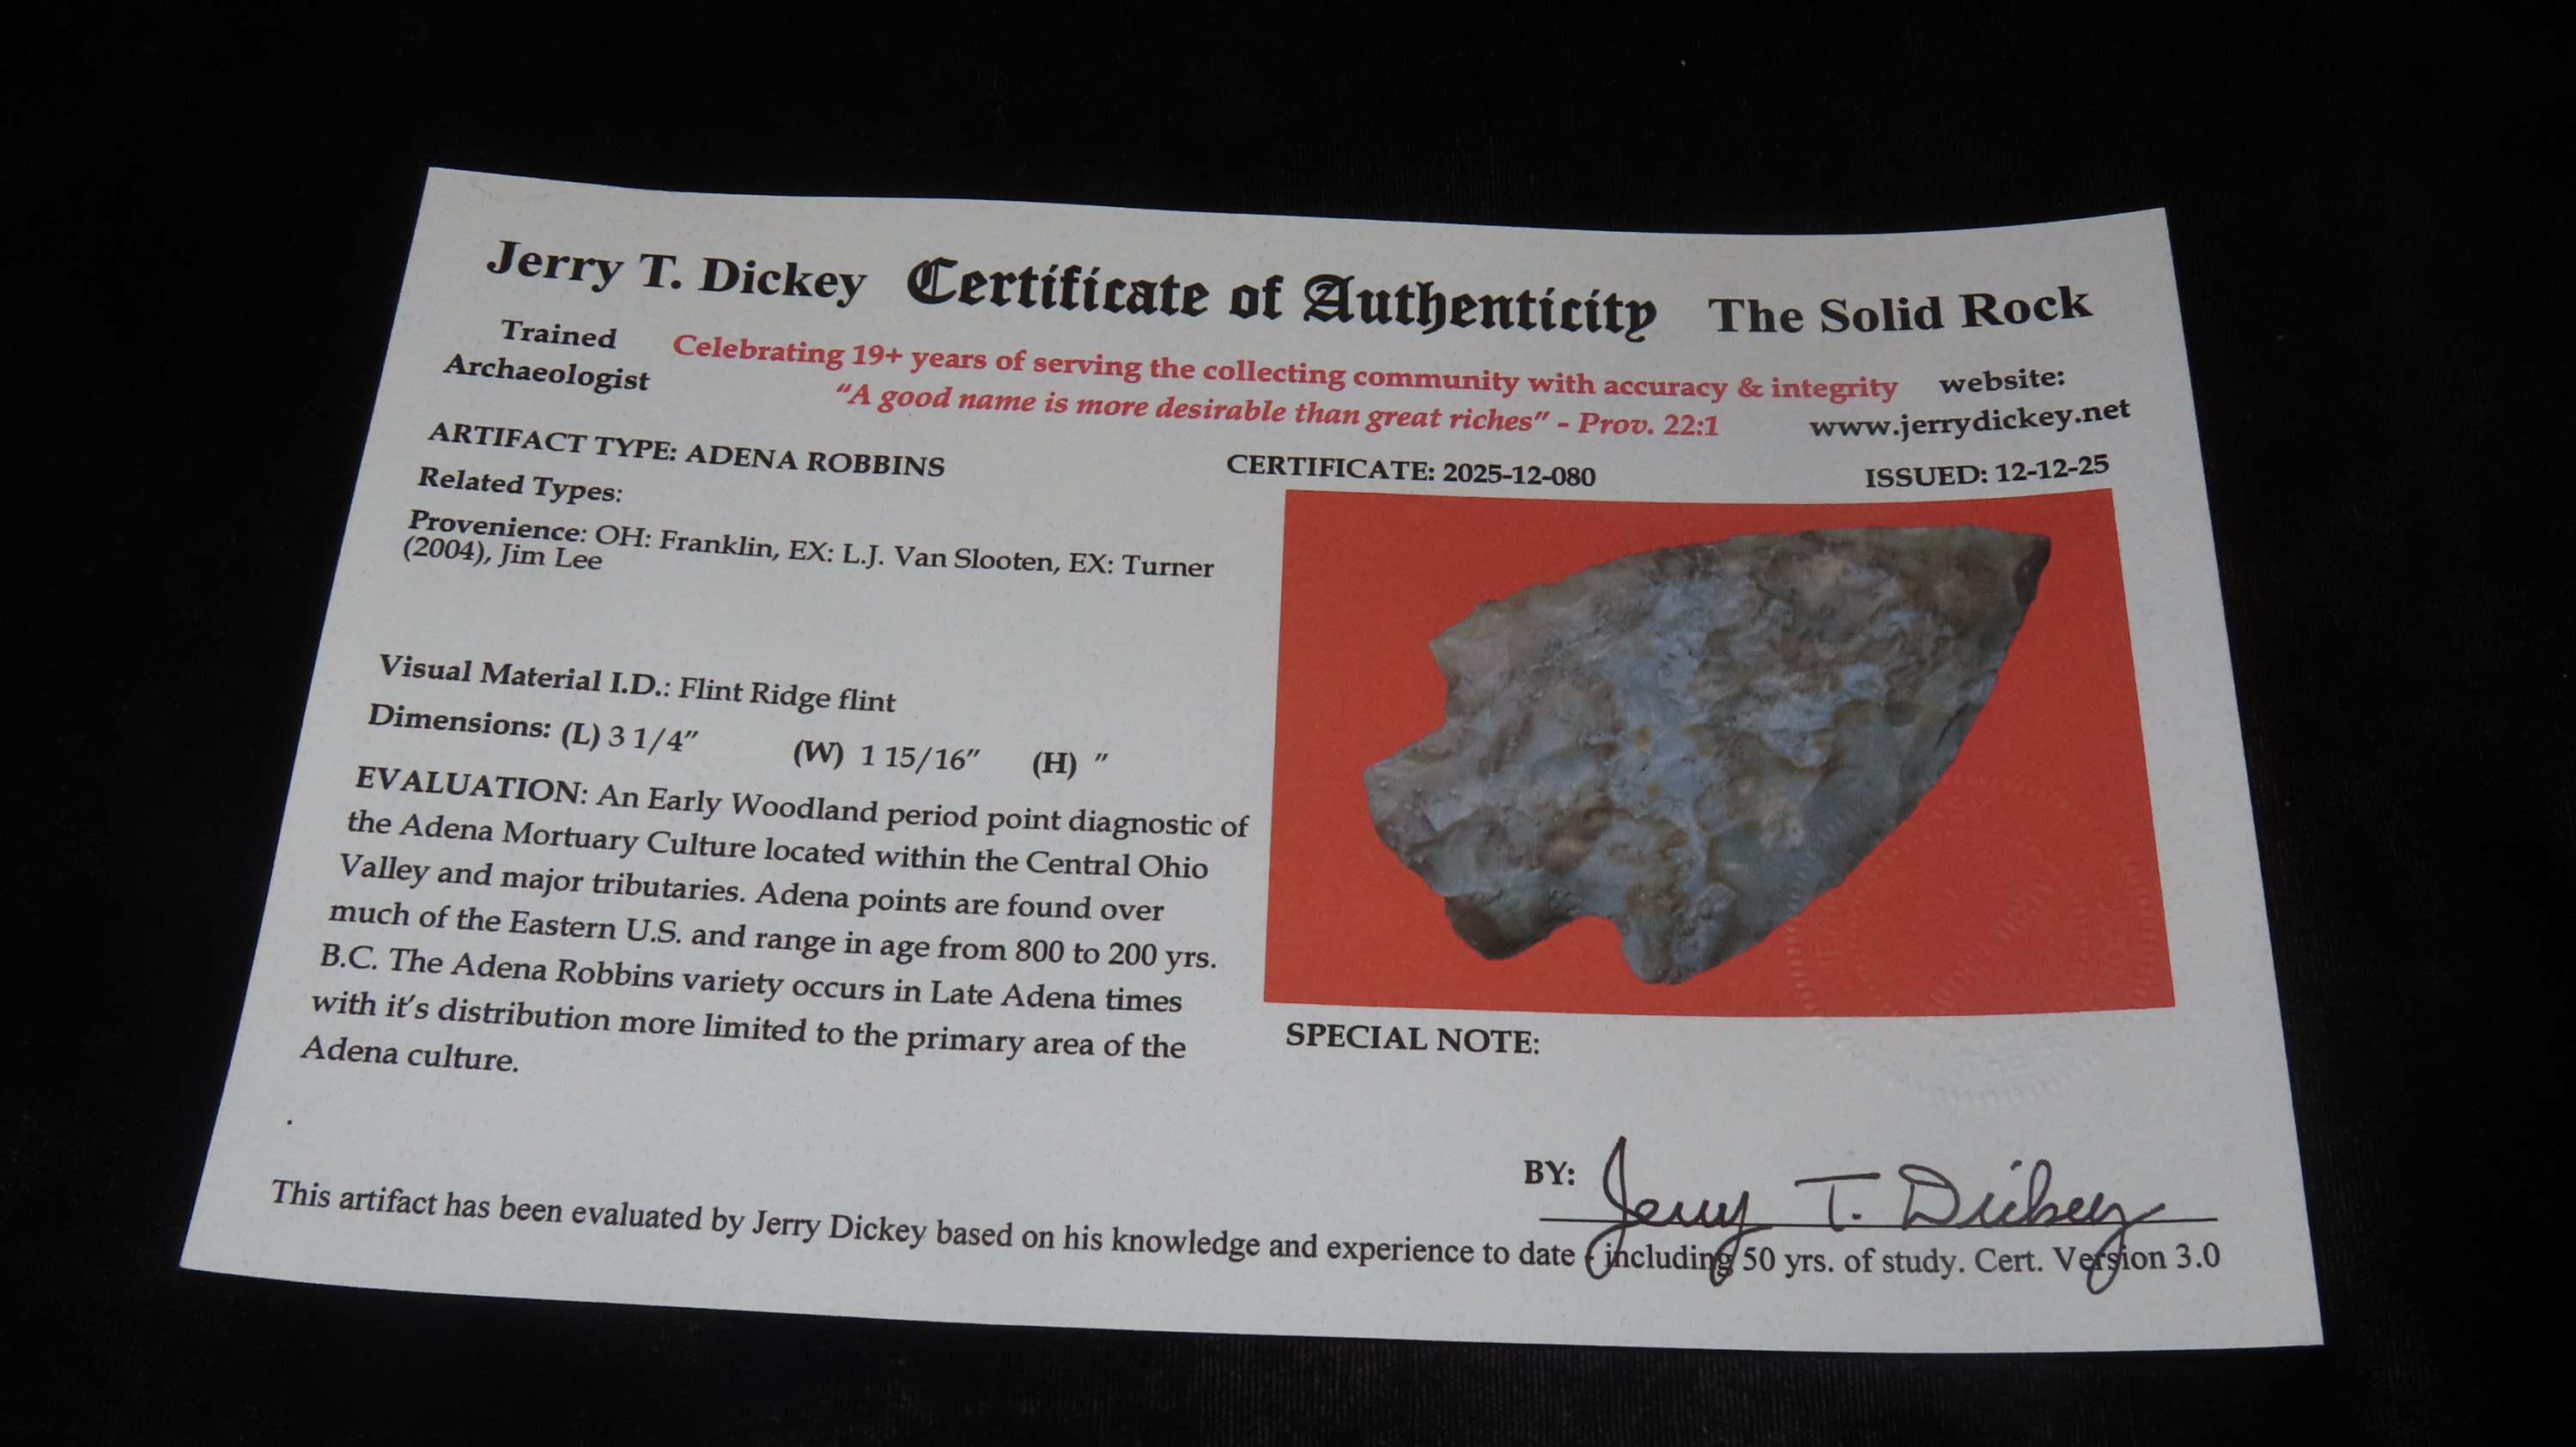 Jerry T. Dickey Certificate of Authenticity The Solid Rock
Trained
Archaeologist
Celebrating 19+ years of serving the collecting community with accuracy & integrity
"A good name is more desirable than great riches" - Prov. 22:1
website:
www.jerrydickey.net
ARTIFACT TYPE: ADENA ROBBINS
CERTIFICATE: 2025-12-080
ISSUED: 12-12-25
Related Types:
Provenience: OH: Franklin, EX: L.J. Van Slooten, EX: Turner
(2004), Jim Lee
Visual Material I.D.: Flint Ridge flint
Dimensions: (L) 3 1/4" (W) 1 15/16" (H) "
EVALUATION: An Early Woodland period point diagnostic of
the Adena Mortuary Culture located within the Central Ohio
Valley and major tributaries. Adena points are found over
much of the Eastern U.S. and range in age from 800 to 200 yrs.
B.C. The Adena Robbins variety occurs in Late Adena times
with it's distribution more limited to the primary area of the
Adena culture.
.
SPECIAL NOTE:
BY: Jerry T. Dickey
This artifact has been evaluated by Jerry Dickey based on his knowledge and experience to date - including 50 yrs. of study. Cert. Version 3.0